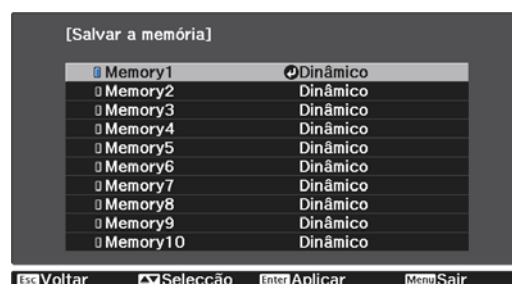 [Salvar a memória]
Memory1 Dinâmico
Memory2 Dinâmico
Memory3 Dinâmico
Memory4 Dinâmico
Memory5 Dinâmico
Memory6 Dinâmico
Memory7 Dinâmico
Memory8 Dinâmico
Memory9 Dinâmico
Memory10 Dinâmico
Esc Voltar Selecção Enter Aplicar Menu Sair